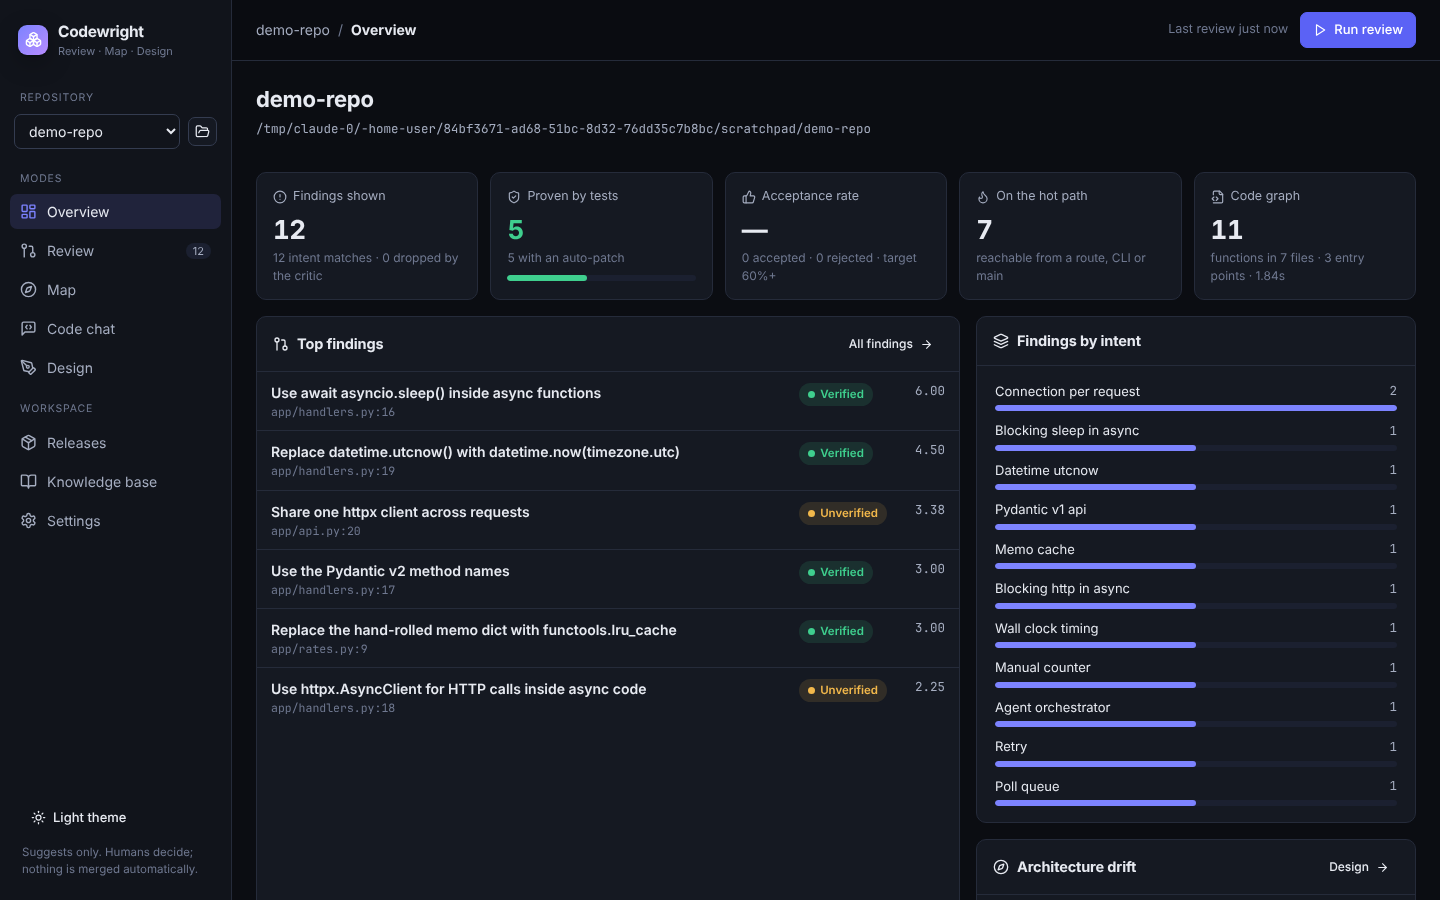 Codewright
Review · Map · Design
REPOSITORY
demo-repo
MODES
Overview
Review 12
Map
Code chat
Design
WORKSPACE
Releases
Knowledge base
Settings
Light theme
Suggests only. Humans decide;
nothing is merged automatically.
demo-repo / Overview
Last review just now
Run review
demo-repo
/tmp/claude-0/-home-user/84bf3671-ad68-51bc-8d32-76dd35c7b8bc/scratchpad/demo-repo
Findings shown
12
12 intent matches · 0 dropped by
the critic
Proven by tests
5
5 with an auto-patch
Acceptance rate
—
0 accepted · 0 rejected · target
60%+
On the hot path
7
reachable from a route, CLI or
main
Code graph
11
functions in 7 files · 3 entry
points · 1.84s
Top findings
All findings →
Use await asyncio.sleep() inside async functions Verified 6.00
app/handlers.py:16
Replace datetime.utcnow() with datetime.now(timezone.utc) Verified 4.50
app/handlers.py:19
Share one httpx client across requests Unverified 3.38
app/api.py:20
Use the Pydantic v2 method names Verified 3.00
app/handlers.py:17
Replace the hand-rolled memo dict with functools.lru_cache Verified 3.00
app/rates.py:9
Use httpx.AsyncClient for HTTP calls inside async code Unverified 2.25
app/handlers.py:18
Findings by intent
Connection per request 2
Blocking sleep in async 1
Datetime utcnow 1
Pydantic v1 api 1
Memo cache 1
Blocking http in async 1
Wall clock timing 1
Manual counter 1
Agent orchestrator 1
Retry 1
Poll queue 1
Architecture drift
Design →